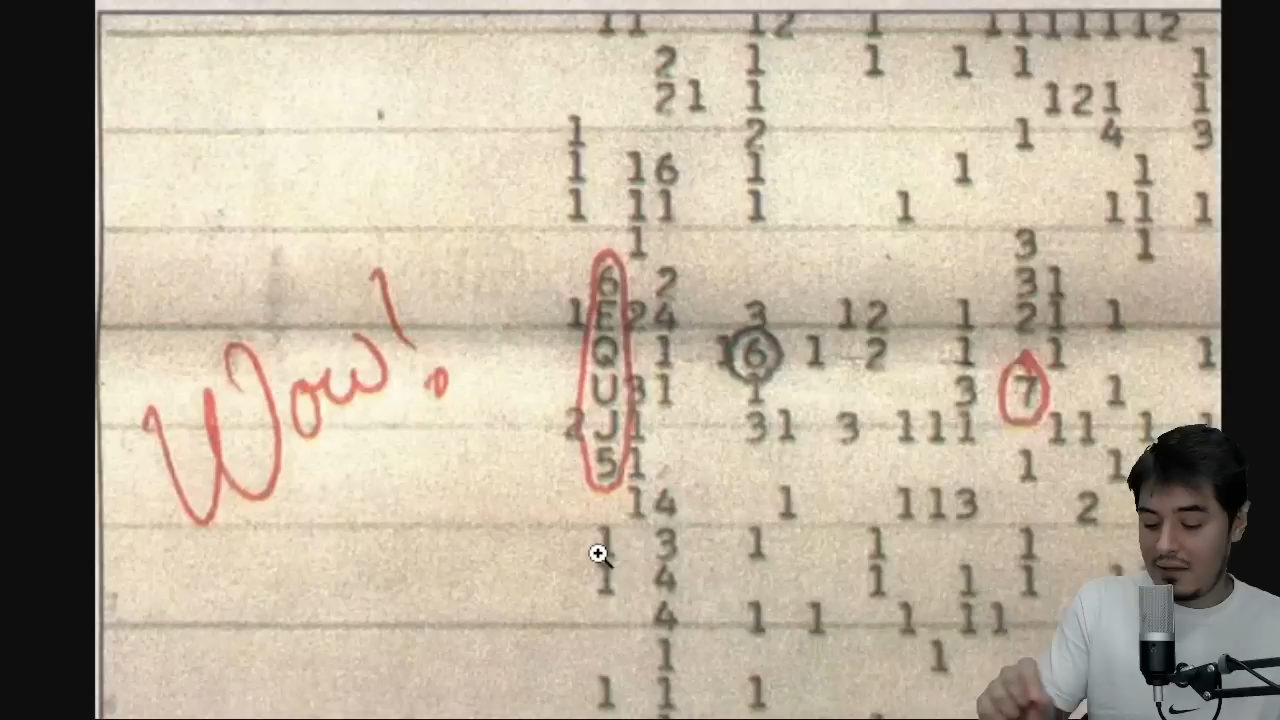 11 12 1 1111112
2 1 1 1 1 1
21 1 121 1
1 2 1 4 3
1 16 1 1 1
1 11 1 1 11 1
1 3 1
6 2 31
1E24 3 12 1 21 1
Wow!
Q 1 16 1 2 1 1 1
U31 1 3 7 1
2J1 31 3 111 11 1
51 1 1
14 1 113 2
1 3 1 1 1
1 4 1 1 1
4 1 1 1 11
1 1
1 1 1